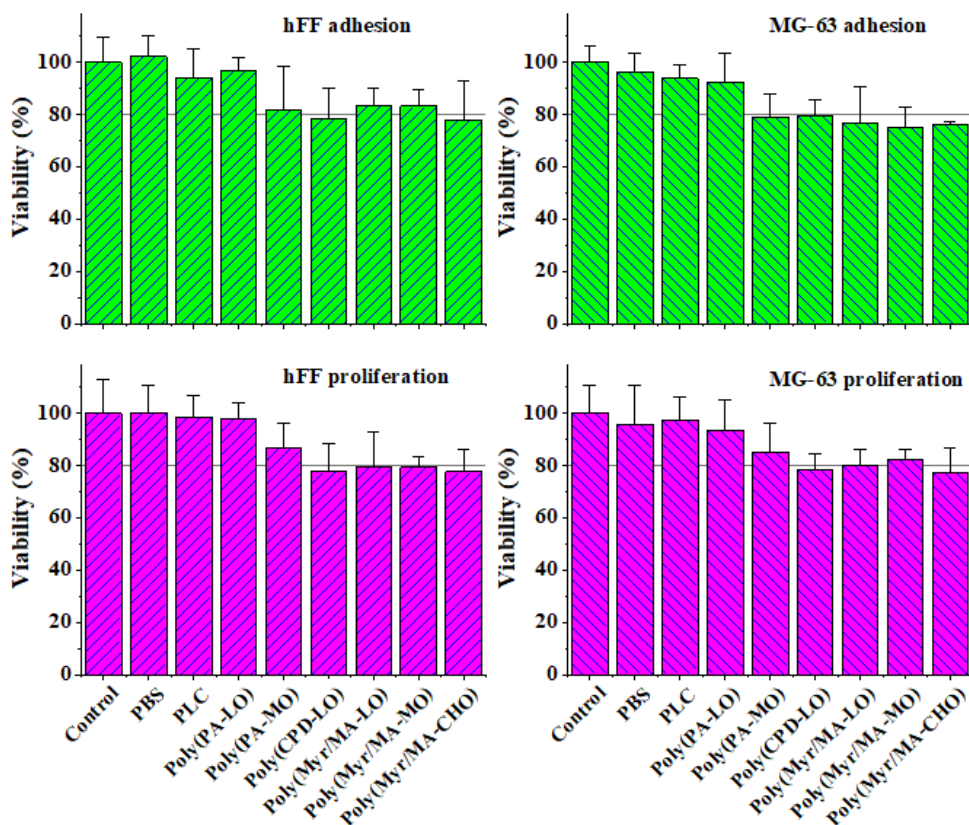 hFF adhesion
Viability (%)
100
80
60
40
20
0
MG-63 adhesion
Viability (%)
100
80
60
40
20
0
hFF proliferation
Viability (%)
100
80
60
40
20
0
Control
PBS
PLC
Poly(PA-LO)
Poly(PA-MO)
Poly(CPD-LO)
Poly(Myr/MA-LO)
Poly(Myr/MA-MO)
Poly(Myr/MA-CHO)
MG-63 proliferation
Viability (%)
100
80
60
40
20
0
Control
PBS
PLC
Poly(PA-LO)
Poly(PA-MO)
Poly(CPD-LO)
Poly(Myr/MA-LO)
Poly(Myr/MA-MO)
Poly(Myr/MA-CHO)